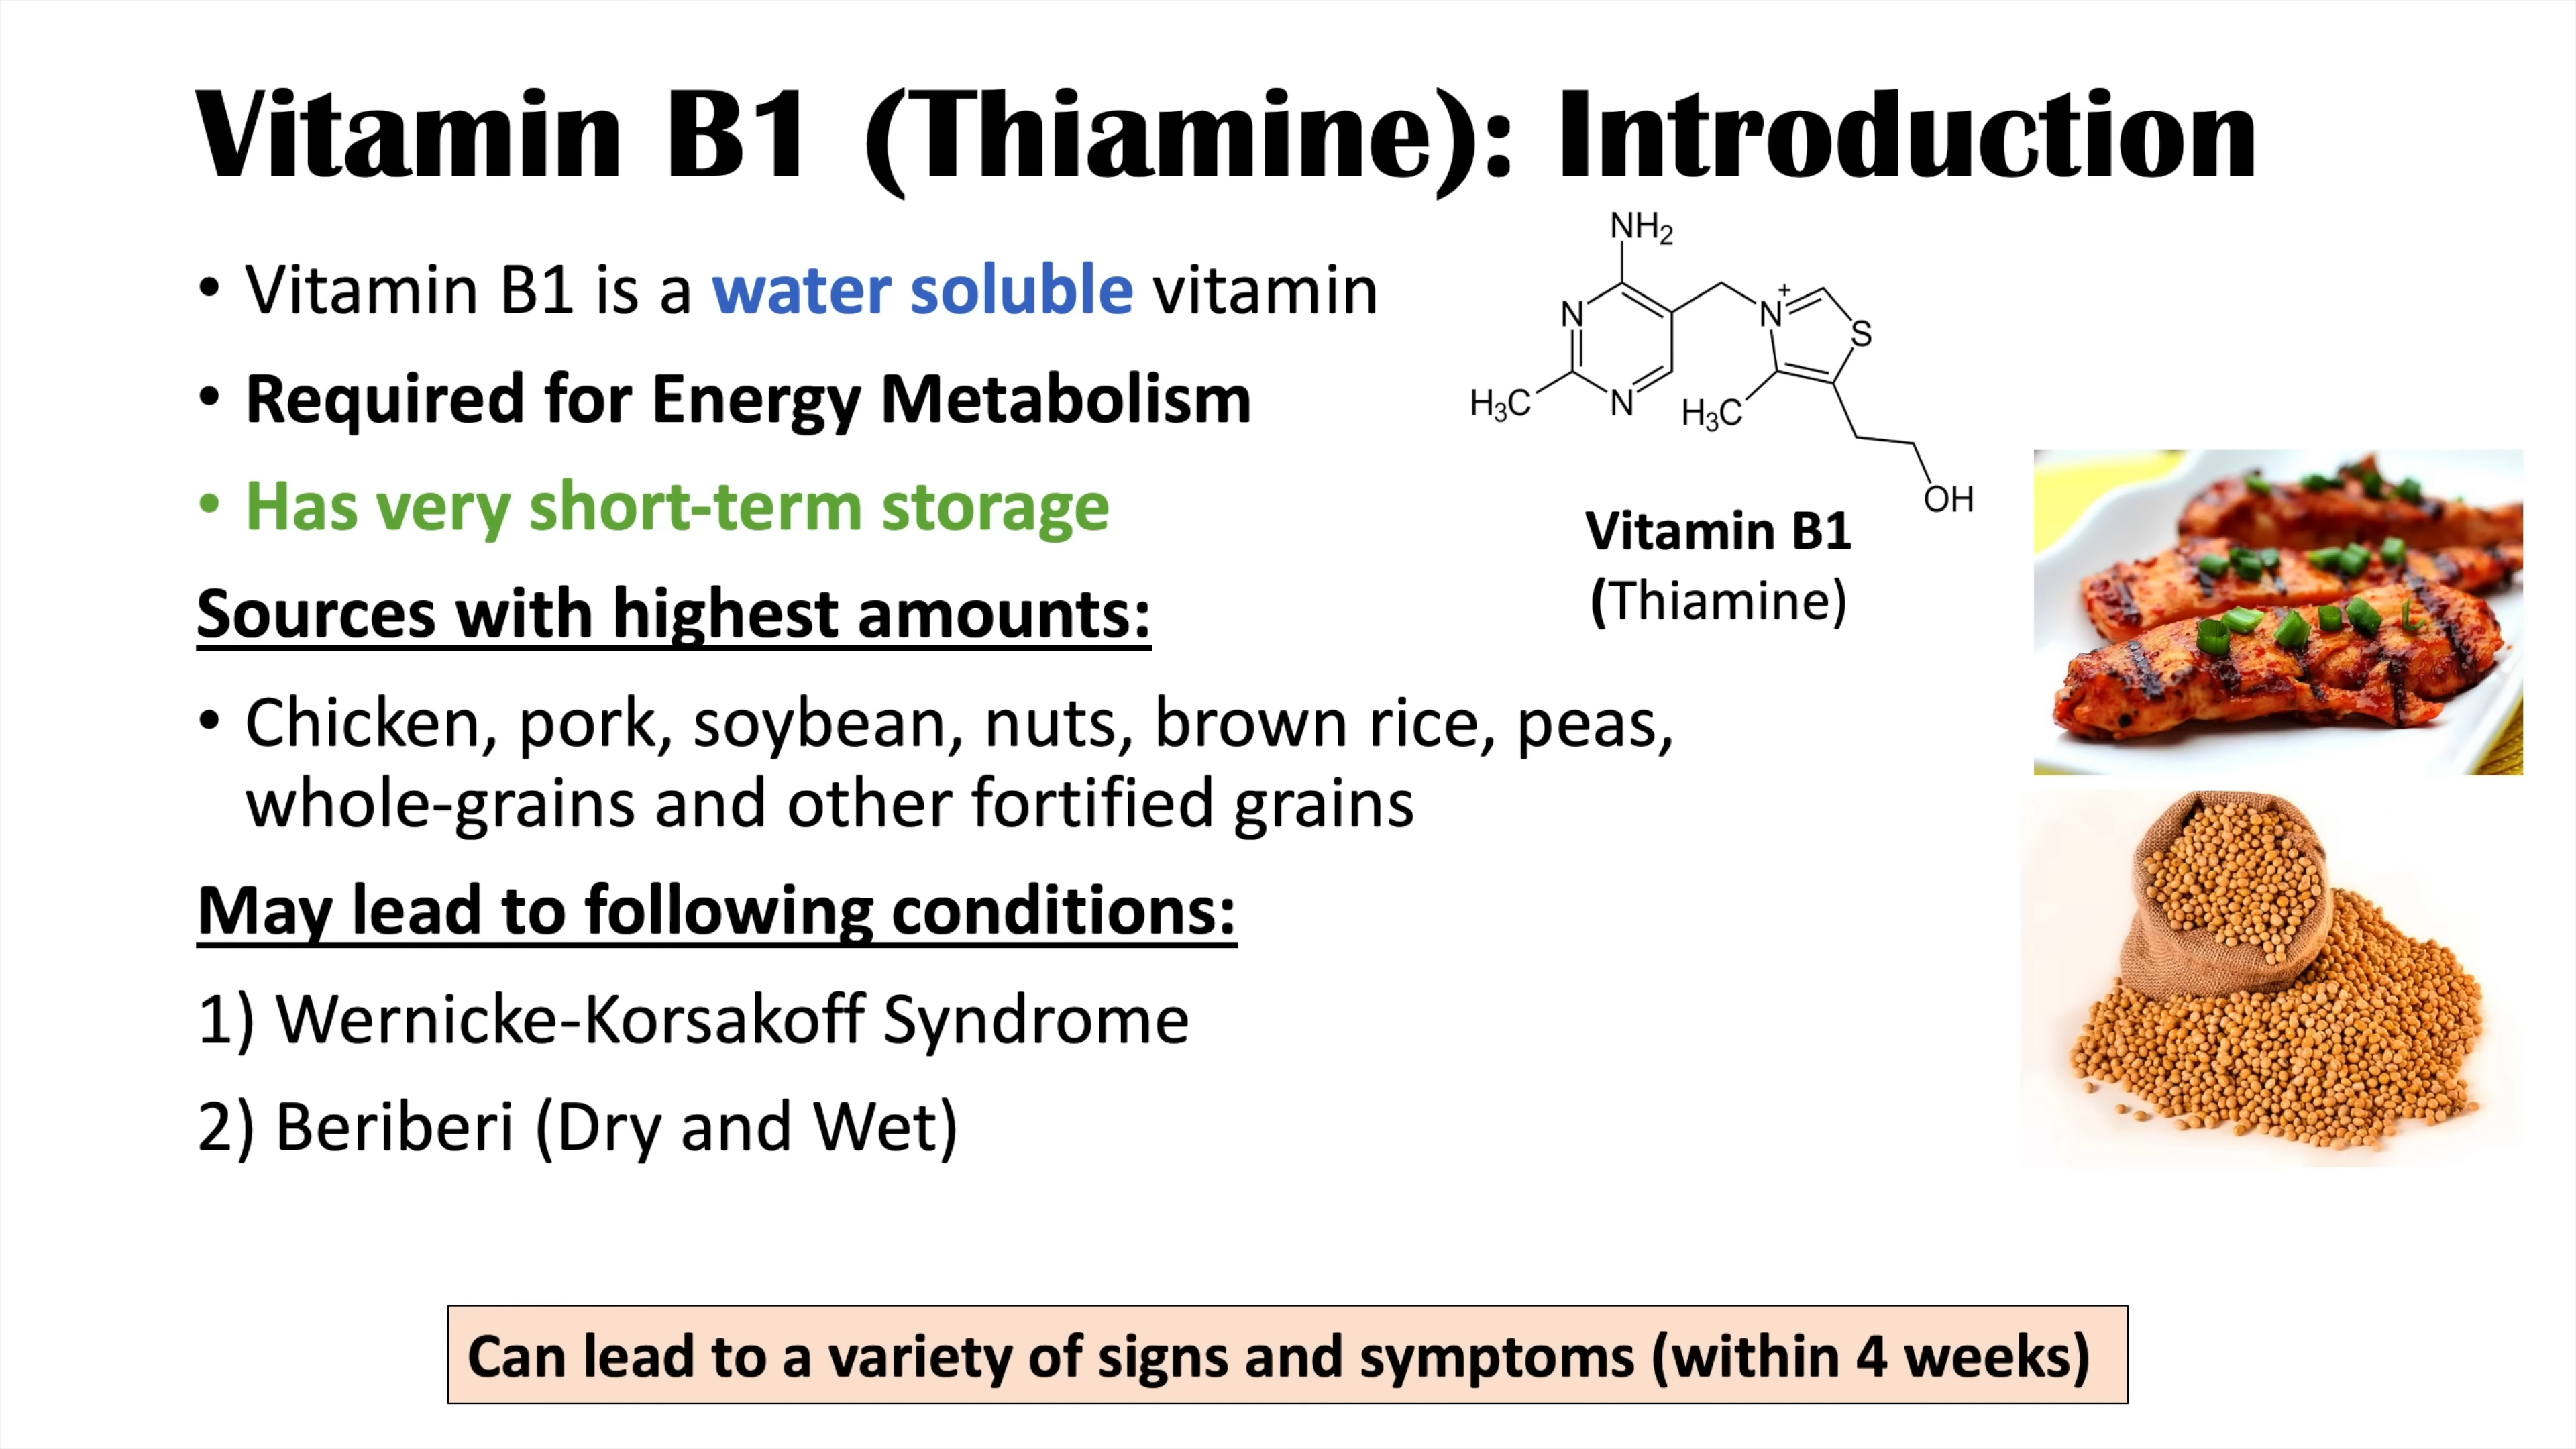 Vitamin B1 (Thiamine): Introduction
• Vitamin B1 is a water soluble vitamin
• Required for Energy Metabolism
• Has very short-term storage
Sources with highest amounts:
• Chicken, pork, soybean, nuts, brown rice, peas,
whole-grains and other fortified grains
May lead to following conditions:
1) Wernicke-Korsakoff Syndrome
2) Beriberi (Dry and Wet)
NH2
N
N+
S
H3C
N
H3C
OH
Vitamin B1
(Thiamine)
Can lead to a variety of signs and symptoms (within 4 weeks)